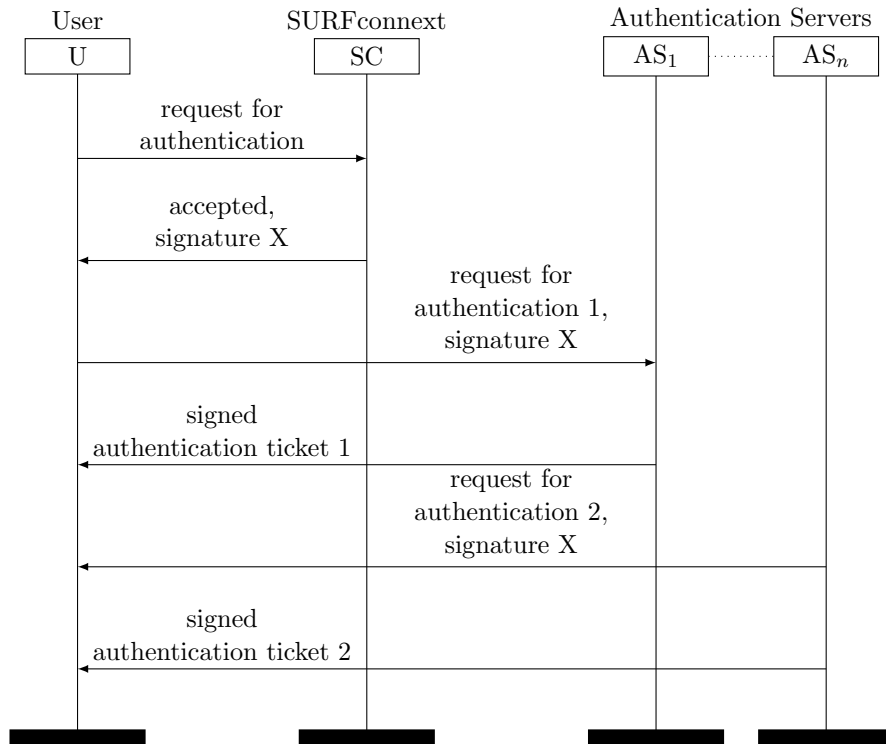 User
SURFconnext
Authentication Servers
U
SC
AS₁
ASₙ
request for
authentication
accepted,
signature X
request for
authentication 1,
signature X
signed
authentication ticket 1
request for
authentication 2,
signature X
signed
authentication ticket 2